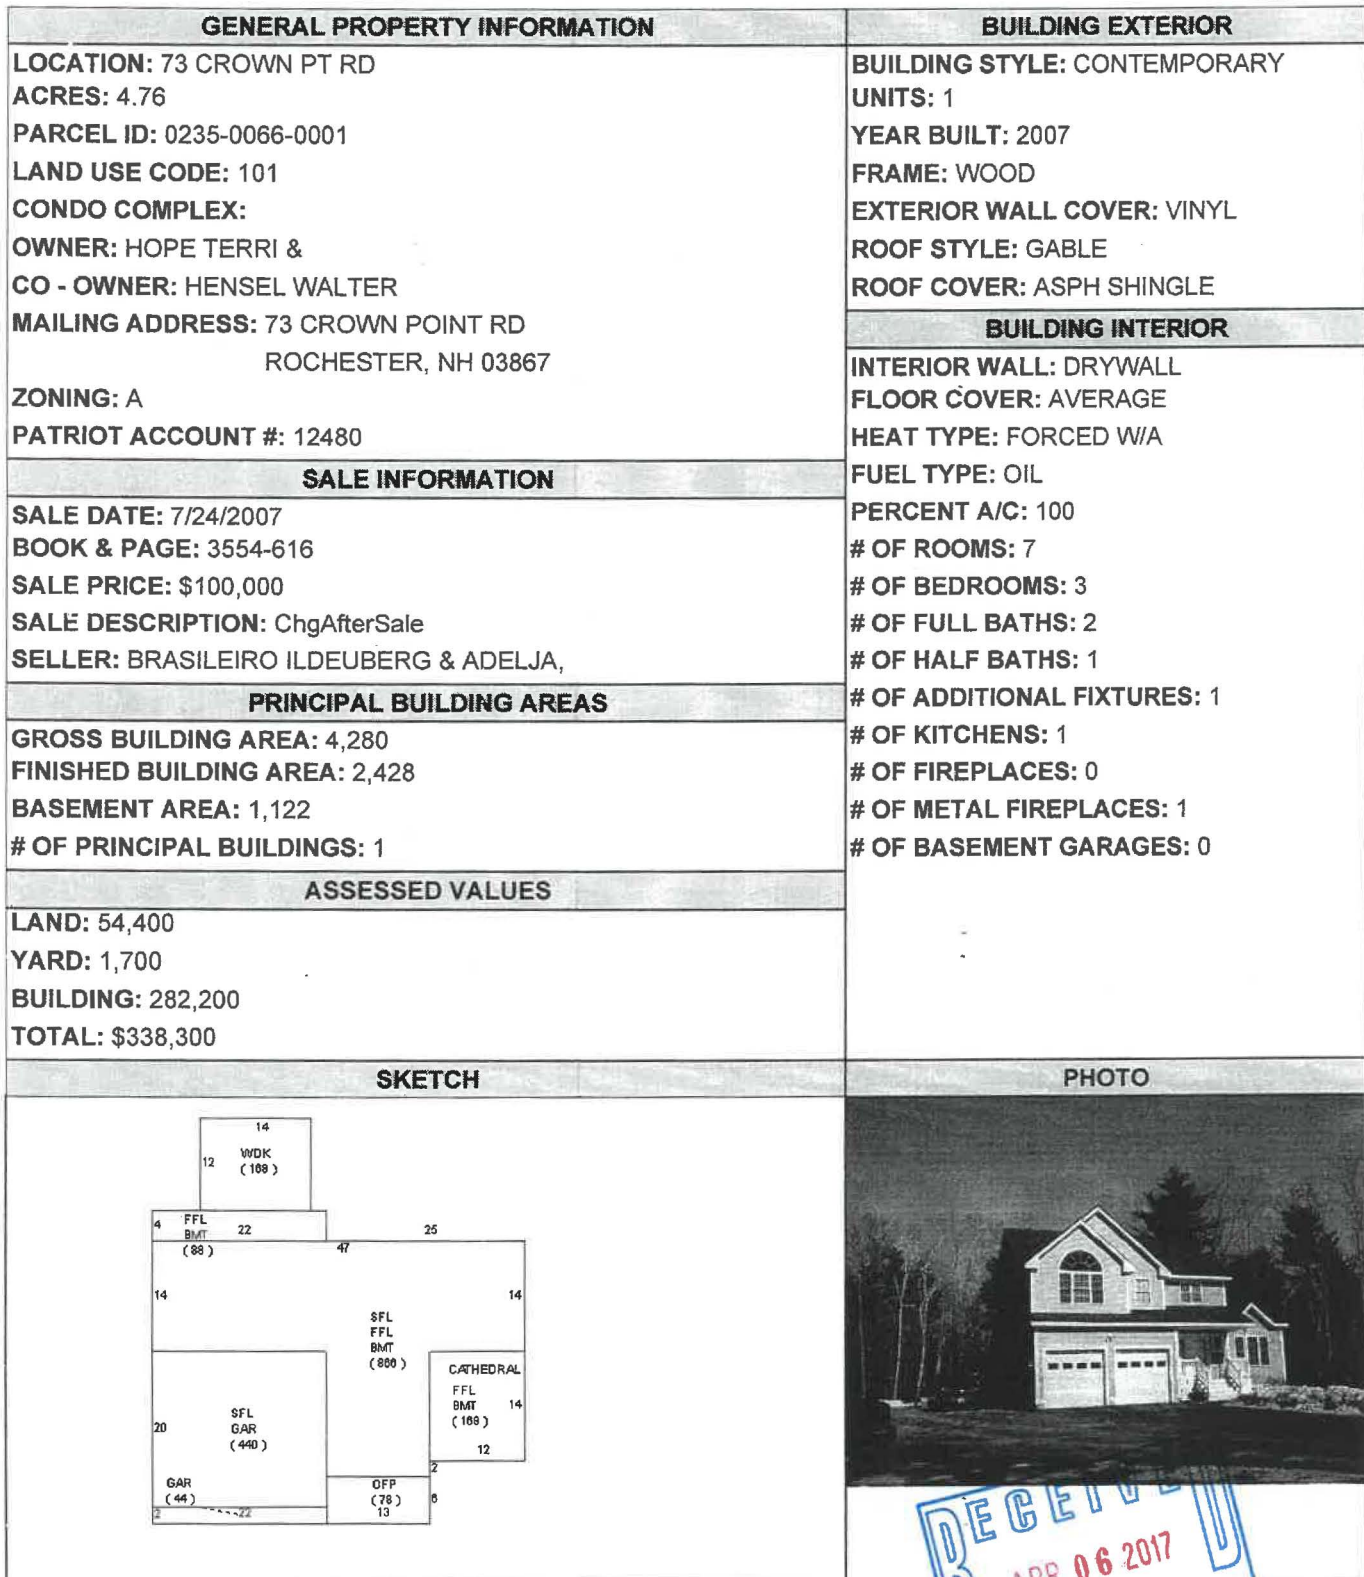 GENERAL PROPERTY INFORMATION
LOCATION: 73 CROWN PT RD
ACRES: 4.76
PARCEL ID: 0235-0066-0001
LAND USE CODE: 101
CONDO COMPLEX:
OWNER: HOPE TERRI &
CO - OWNER: HENSEL WALTER
MAILING ADDRESS: 73 CROWN POINT RD
ROCHESTER, NH 03867
ZONING: A
PATRIOT ACCOUNT #: 12480
SALE INFORMATION
SALE DATE: 7/24/2007
BOOK & PAGE: 3554-616
SALE PRICE: $100,000
SALE DESCRIPTION: ChgAfterSale
SELLER: BRASILEIRO ILDEUBERG & ADELJA,
PRINCIPAL BUILDING AREAS
GROSS BUILDING AREA: 4,280
FINISHED BUILDING AREA: 2,428
BASEMENT AREA: 1,122
# OF PRINCIPAL BUILDINGS: 1
ASSESSED VALUES
LAND: 54,400
YARD: 1,700
BUILDING: 282,200
TOTAL: $338,300
BUILDING EXTERIOR
BUILDING STYLE: CONTEMPORARY
UNITS: 1
YEAR BUILT: 2007
FRAME: WOOD
EXTERIOR WALL COVER: VINYL
ROOF STYLE: GABLE
ROOF COVER: ASPH SHINGLE
BUILDING INTERIOR
INTERIOR WALL: DRYWALL
FLOOR COVER: AVERAGE
HEAT TYPE: FORCED W/A
FUEL TYPE: OIL
PERCENT A/C: 100
# OF ROOMS: 7
# OF BEDROOMS: 3
# OF FULL BATHS: 2
# OF HALF BATHS: 1
# OF ADDITIONAL FIXTURES: 1
# OF KITCHENS: 1
# OF FIREPLACES: 0
# OF METAL FIREPLACES: 1
# OF BASEMENT GARAGES: 0
SKETCH
14
12
WDK
(168)
4
FFL
BMT
(88)
22
25
47
14
14
SFL
FFL
BMT
(866)
CATHEDRAL
FFL
BMT
(168)
14
12
20
SFL
GAR
(440)
2
GAR
(44)
2
22
OFP
(78)
13
6
PHOTO
RECEIVED
APR 06 2017